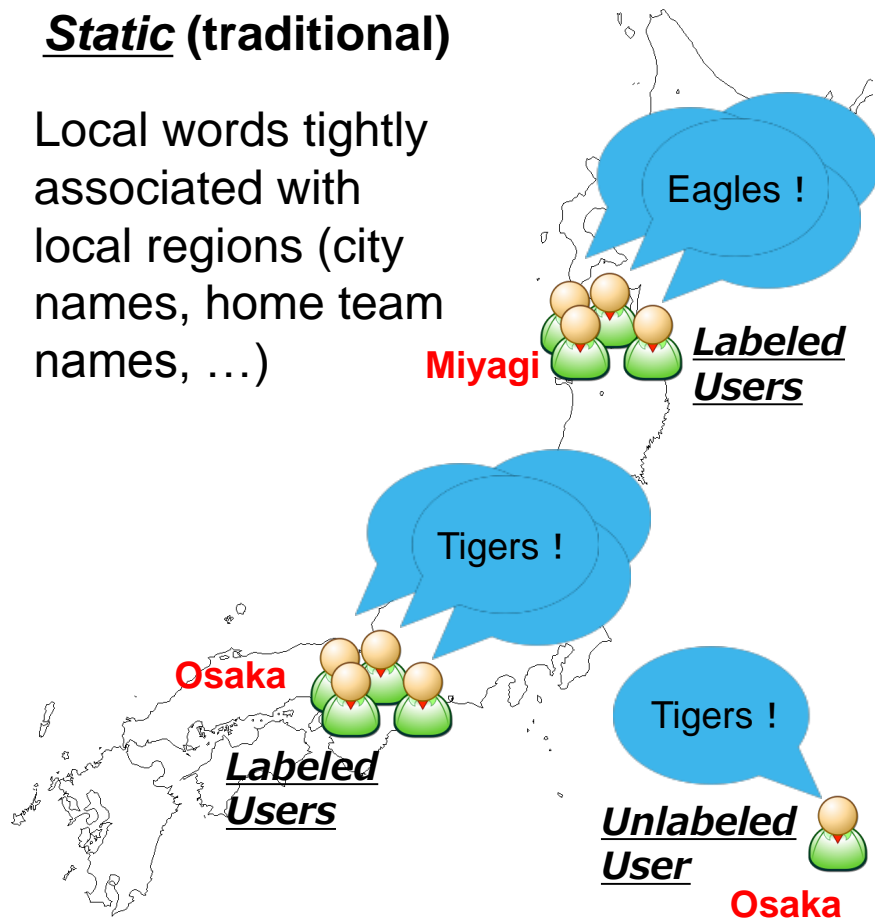 Static (traditional)
Local words tightly
associated with
local regions (city
names, home team
names, …)
Eagles！
Miyagi
Labeled
Users
Tigers！
Osaka
Labeled
Users
Tigers！
Unlabeled
User
Osaka